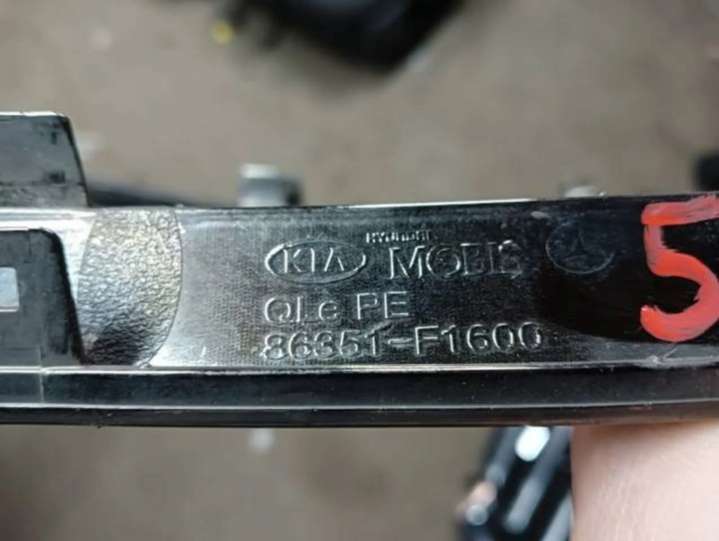 HYUNDAI
KIA MOBIS
QLe PE
86351-F1600
5